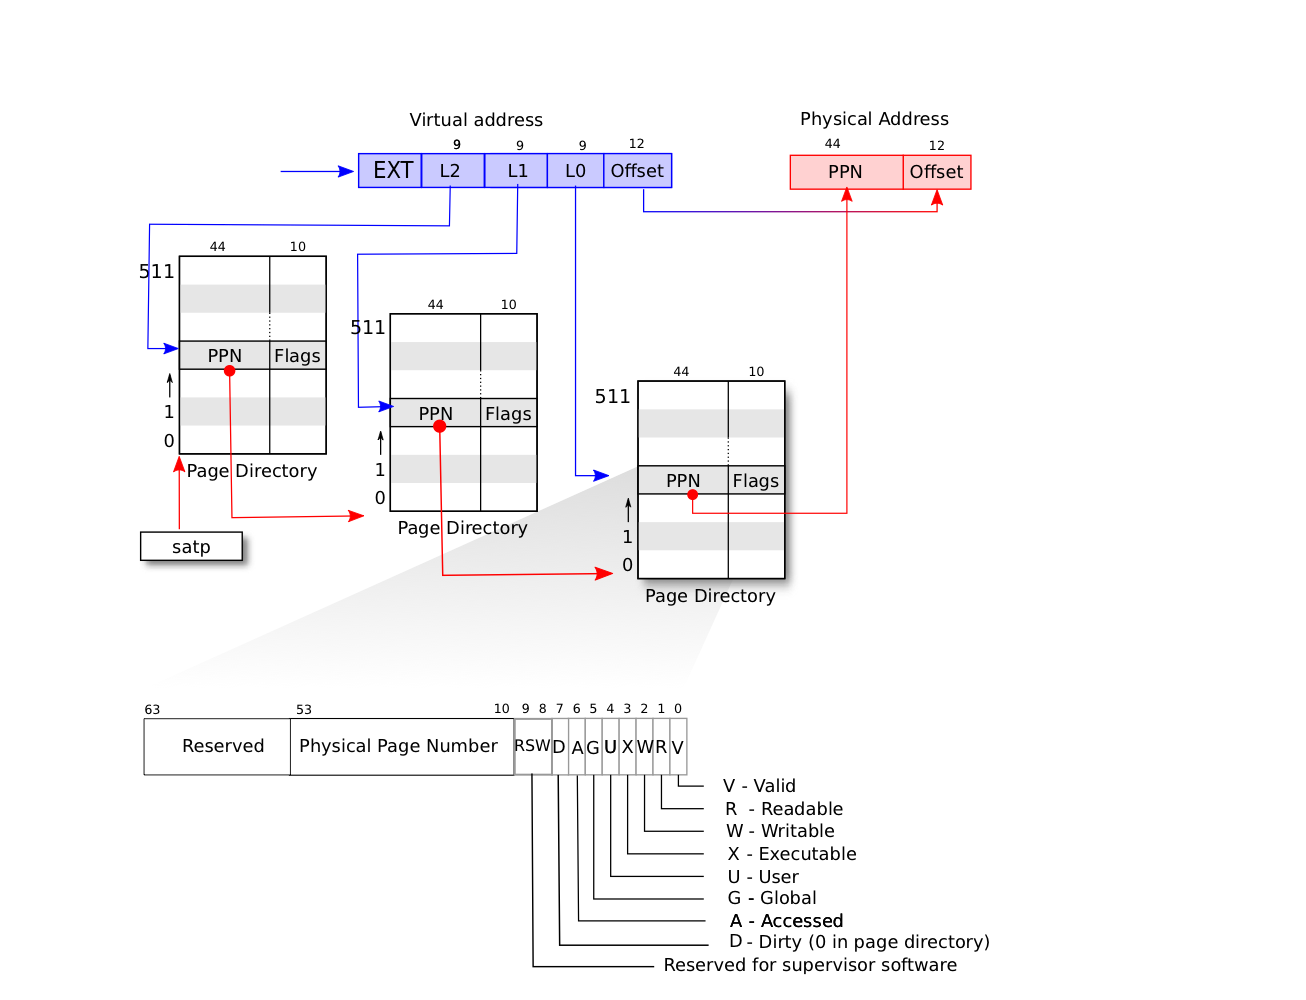 Virtual address
Physical Address
9 9 9 12
44 12
EXT L2 L1 L0 Offset
PPN Offset
44 10
511
PPN Flags
1
0
Page Directory
satp
44 10
511
PPN Flags
1
0
Page Directory
44 10
511
PPN Flags
1
0
Page Directory
63 53 10 9 8 7 6 5 4 3 2 1 0
Reserved Physical Page Number RSW D A G U X W R V
V - Valid
R - Readable
W - Writable
X - Executable
U - User
G - Global
A - Accessed
D - Dirty (0 in page directory)
Reserved for supervisor software